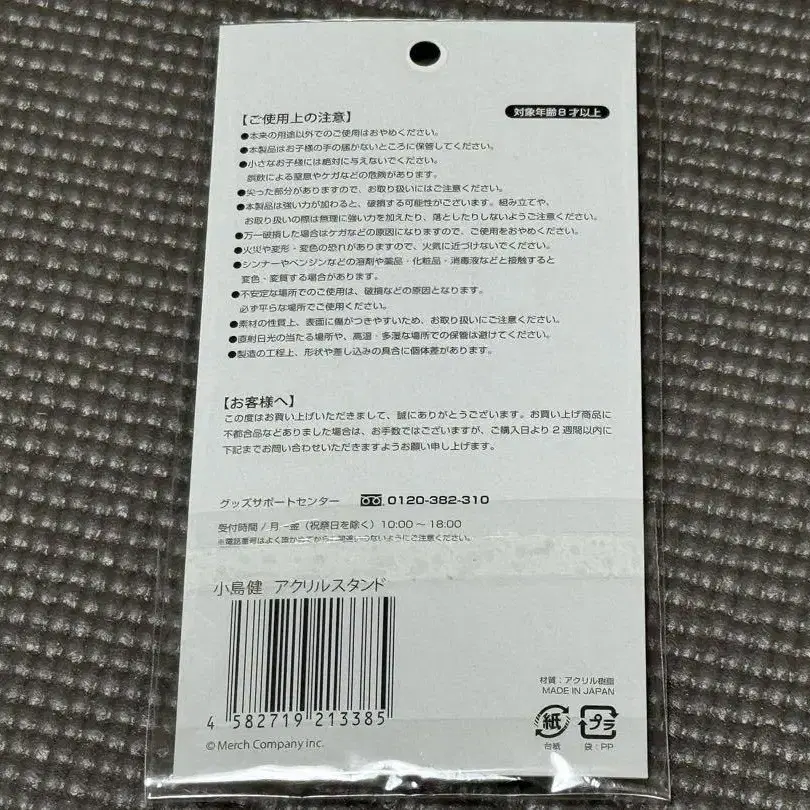 【ご使用上の注意】
対象年齢8才以上
●本来の用途以外でのご使用はおやめください。
●本製品はお子様の手の届かないところに保管してください。
●小さなお子様には絶対に与えないでください。
誤飲による窒息やケガなどの危険があります。
●尖った部分がありますので、お取り扱いにはご注意ください。
●本製品は強い力が加わると、破損する可能性がございます。組み立てや、
お取り扱いの際は無理に強い力を加えたり、落としたりしないようご注意ください。
●万一破損した場合はケガなどの原因になりますので、ご使用をおやめください。
●火災や変形・変色の恐れがありますので、火気に近づけないでください。
●シンナーやベンジンなどの溶剤や薬品・化粧品・消毒液などと接触すると
変色・変質する場合があります。
●不安定な場所でのご使用は、破損などの原因となります。
必ず平らな場所でご使用ください。
●素材の性質上、表面に傷がつきやすいため、お取り扱いにご注意ください。
●直射日光の当たる場所や、高温・多湿な場所での保管は避けてください。
●製造の工程上、形状や差し込みの具合に個体差があります。
【お客様へ】
この度はお買い上げいただきまして、誠にありがとうございます。お買い上げ商品に
不都合品などありました場合は、お手数ではございますが、ご購入日より2週間以内に
下記までお問い合わせいただきますようお願い申し上げます。
グッズサポートセンター 0120-382-310
受付時間/月~金(祝祭日を除く)10:00~18:00
※電話番号はよく確かめてから、間違いのないようにご注意ください。
小島健 アクリルスタンド
4 582719 213385
© Merch Company inc.
材質:アクリル樹脂
MADE IN JAPAN
紙 プラ
台紙 袋:PP